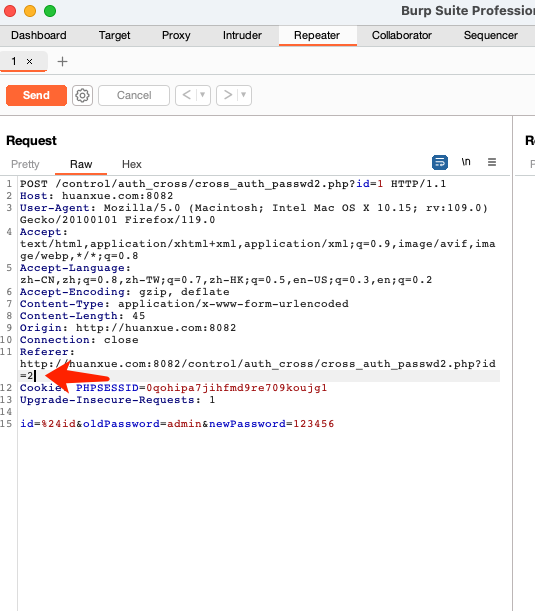 Burp Suite Profession
Dashboard Target Proxy Intruder Repeater Collaborator Sequencer
1 × +
Send Cancel < ▾ > ▾
Request
Pretty Raw Hex \n ≡
1 POST /control/auth_cross/cross_auth_passwd2.php?id=1 HTTP/1.1
2 Host: huanxue.com:8082
3 User-Agent: Mozilla/5.0 (Macintosh; Intel Mac OS X 10.15; rv:109.0)
Gecko/20100101 Firefox/119.0
4 Accept:
text/html,application/xhtml+xml,application/xml;q=0.9,image/avif,ima
ge/webp,*/*;q=0.8
5 Accept-Language:
zh-CN,zh;q=0.8,zh-TW;q=0.7,zh-HK;q=0.5,en-US;q=0.3,en;q=0.2
6 Accept-Encoding: gzip, deflate
7 Content-Type: application/x-www-form-urlencoded
8 Content-Length: 45
9 Origin: http://huanxue.com:8082
10 Connection: close
11 Referer:
http://huanxue.com:8082/control/auth_cross/cross_auth_passwd2.php?id
=2
12 Cookie: PHPSESSID=0qohipa7jihfmd9re709koujg1
13 Upgrade-Insecure-Requests: 1
14
15 id=%24id&oldPassword=admin&newPassword=123456